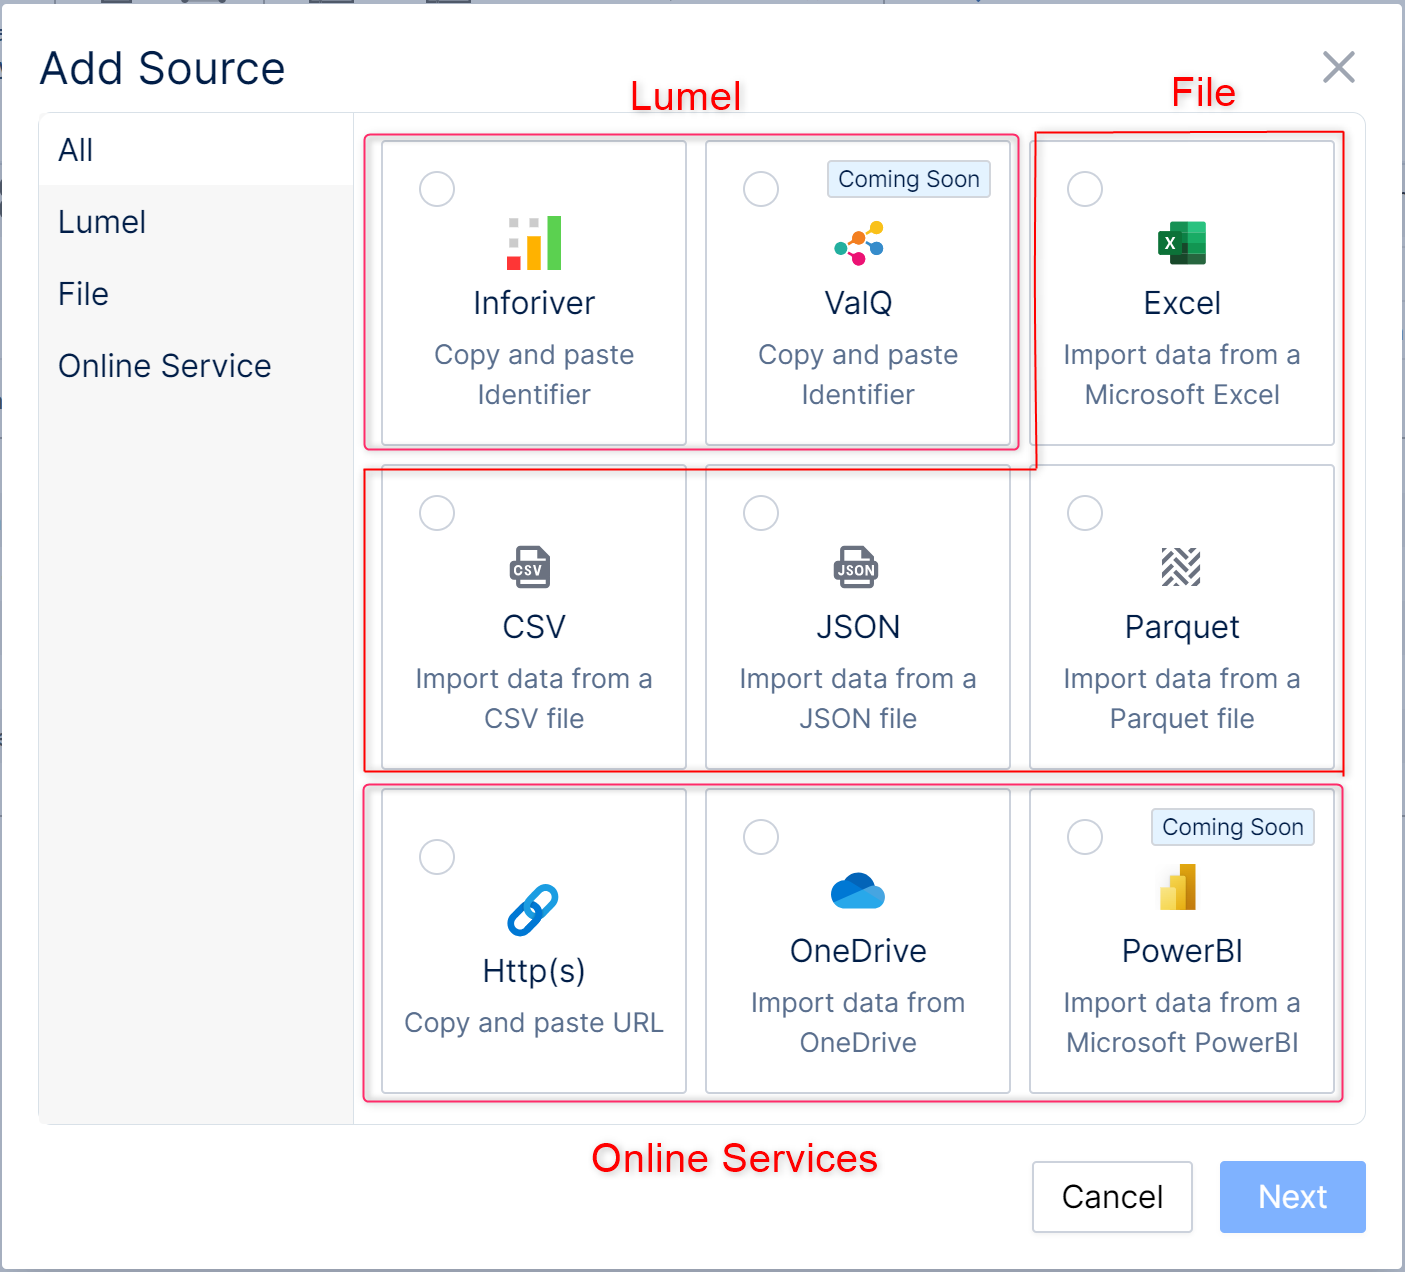 Add Source
Lumel
File
All
Lumel
File
Online Service
Inforiver
Copy and paste
Identifier
Coming Soon
ValQ
Copy and paste
Identifier
X
Excel
Import data from a
Microsoft Excel
CSV
CSV
Import data from a
CSV file
JSON
JSON
Import data from a
JSON file
Parquet
Import data from a
Parquet file
Http(s)
Copy and paste URL
OneDrive
Import data from
OneDrive
Coming Soon
PowerBI
Import data from a
Microsoft PowerBI
Online Services
Cancel
Next